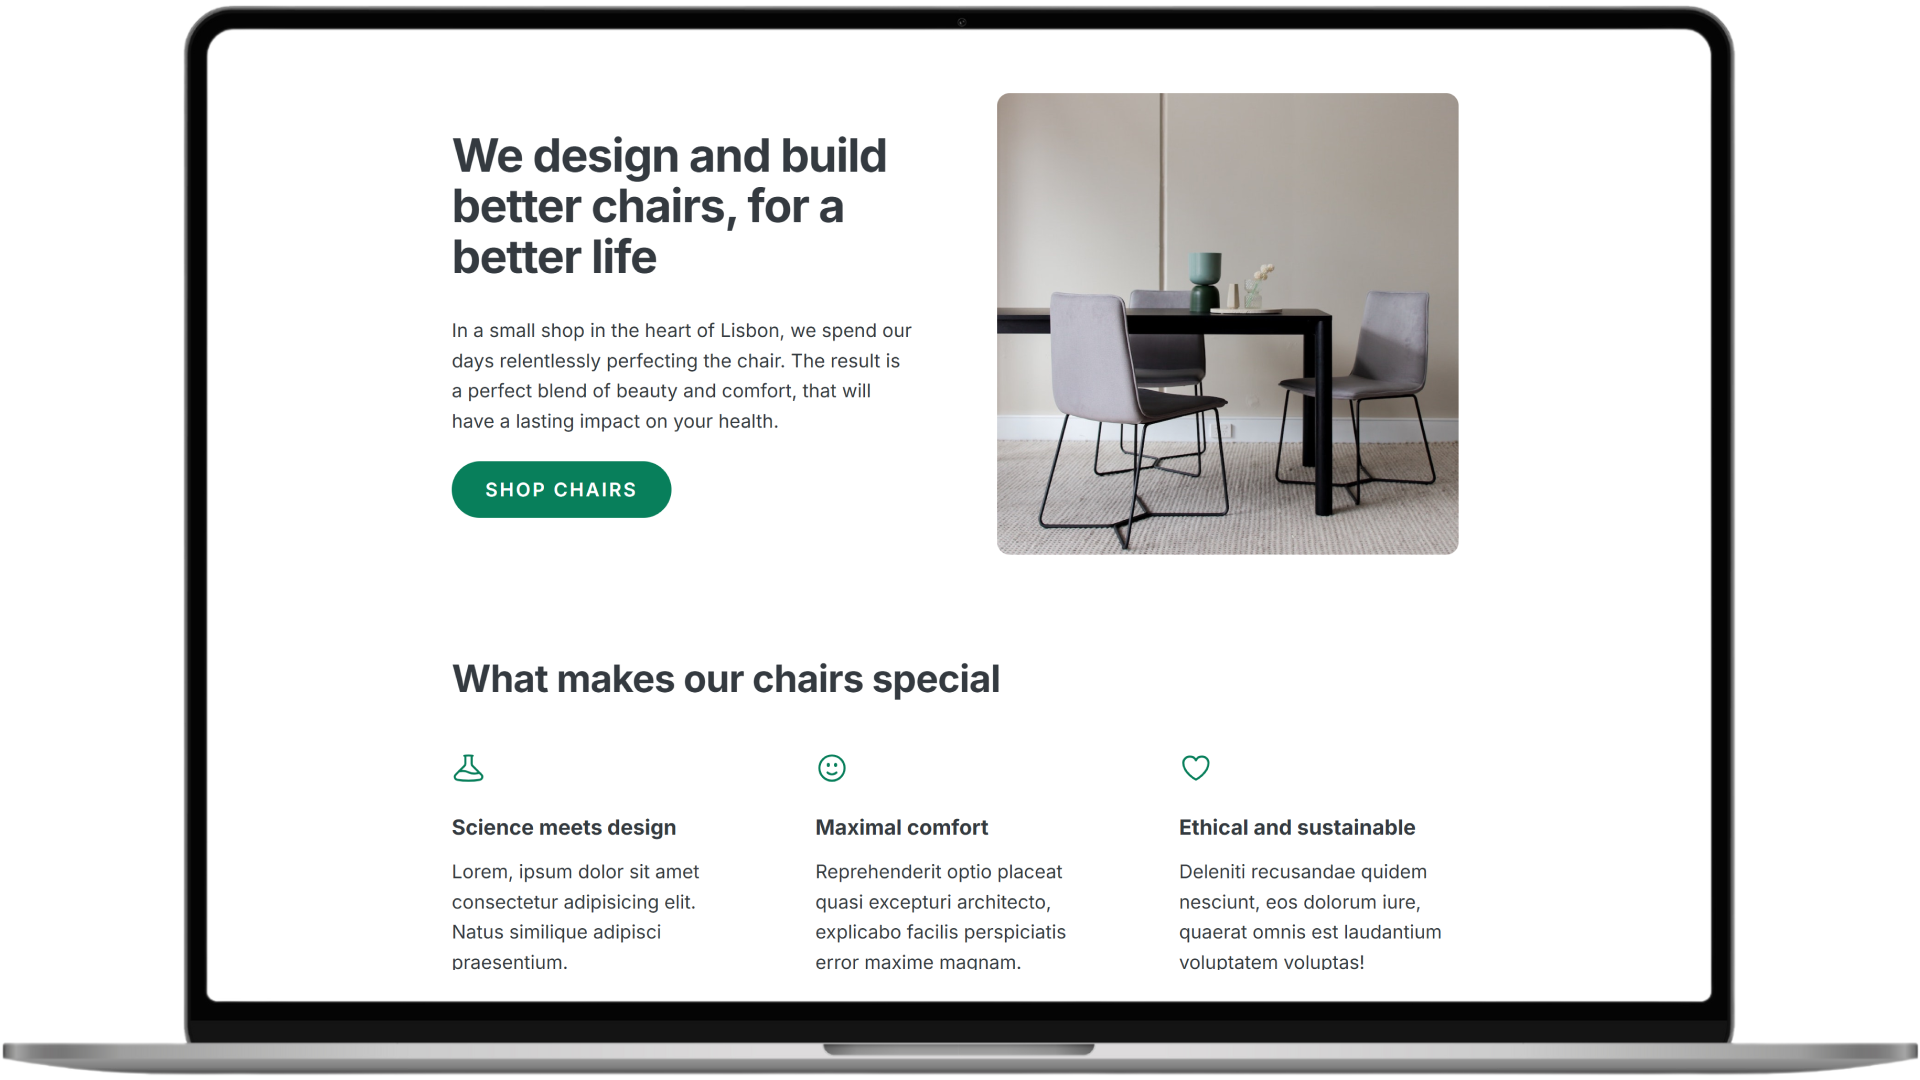 We design and build
better chairs, for a
better life
In a small shop in the heart of Lisbon, we spend our
days relentlessly perfecting the chair. The result is
a perfect blend of beauty and comfort, that will
have a lasting impact on your health.
SHOP CHAIRS
What makes our chairs special
Science meets design
Lorem, ipsum dolor sit amet
consectetur adipisicing elit.
Natus similique adipisci
praesentium.
Maximal comfort
Reprehenderit optio placeat
quasi excepturi architecto,
explicabo facilis perspiciatis
error maxime magnam.
Ethical and sustainable
Deleniti recusandae quidem
nesciunt, eos dolorum iure,
quaerat omnis est laudantium
voluptatem voluptas!